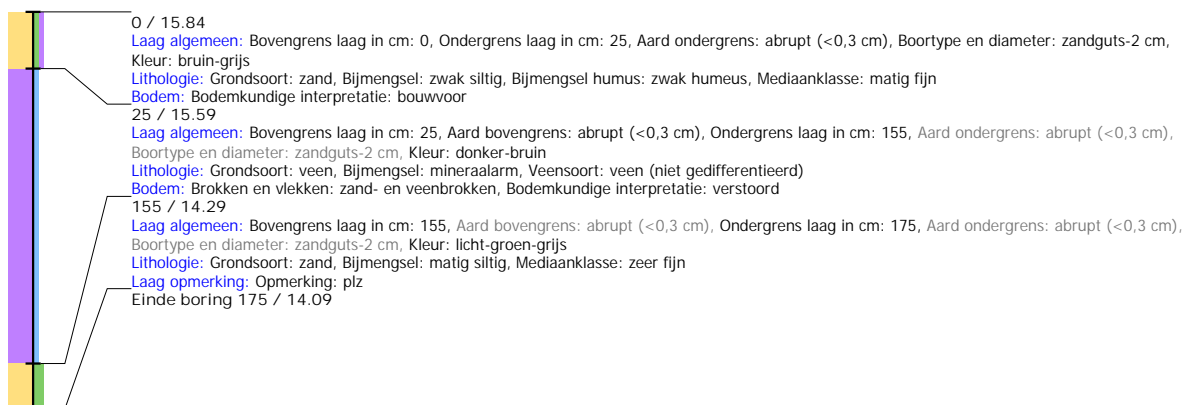 0 / 15.84
Laag algemeen: Bovengrens laag in cm: 0, Ondergrens laag in cm: 25, Aard ondergrens: abrupt (<0,3 cm), Boortype en diameter: zandguts-2 cm,
Kleur: bruin-grijs
Lithologie: Grondsoort: zand, Bijmengsel: zwak siltig, Bijmengsel humus: zwak humeus, Mediaanklasse: matig fijn
Bodem: Bodemkundige interpretatie: bouwvoor
25 / 15.59
Laag algemeen: Bovengrens laag in cm: 25, Aard bovengrens: abrupt (<0,3 cm), Ondergrens laag in cm: 155, Aard ondergrens: abrupt (<0,3 cm),
Boortype en diameter: zandguts-2 cm, Kleur: donker-bruin
Lithologie: Grondsoort: veen, Bijmengsel: mineraalarm, Veensoort: veen (niet gedifferentieerd)
Bodem: Brokken en vlekken: zand- en veenbrokken, Bodemkundige interpretatie: verstoord
155 / 14.29
Laag algemeen: Bovengrens laag in cm: 155, Aard bovengrens: abrupt (<0,3 cm), Ondergrens laag in cm: 175, Aard ondergrens: abrupt (<0,3 cm),
Boortype en diameter: zandguts-2 cm, Kleur: licht-groen-grijs
Lithologie: Grondsoort: zand, Bijmengsel: matig siltig, Mediaanklasse: zeer fijn
Laag opmerking: Opmerking: plz
Einde boring 175 / 14.09